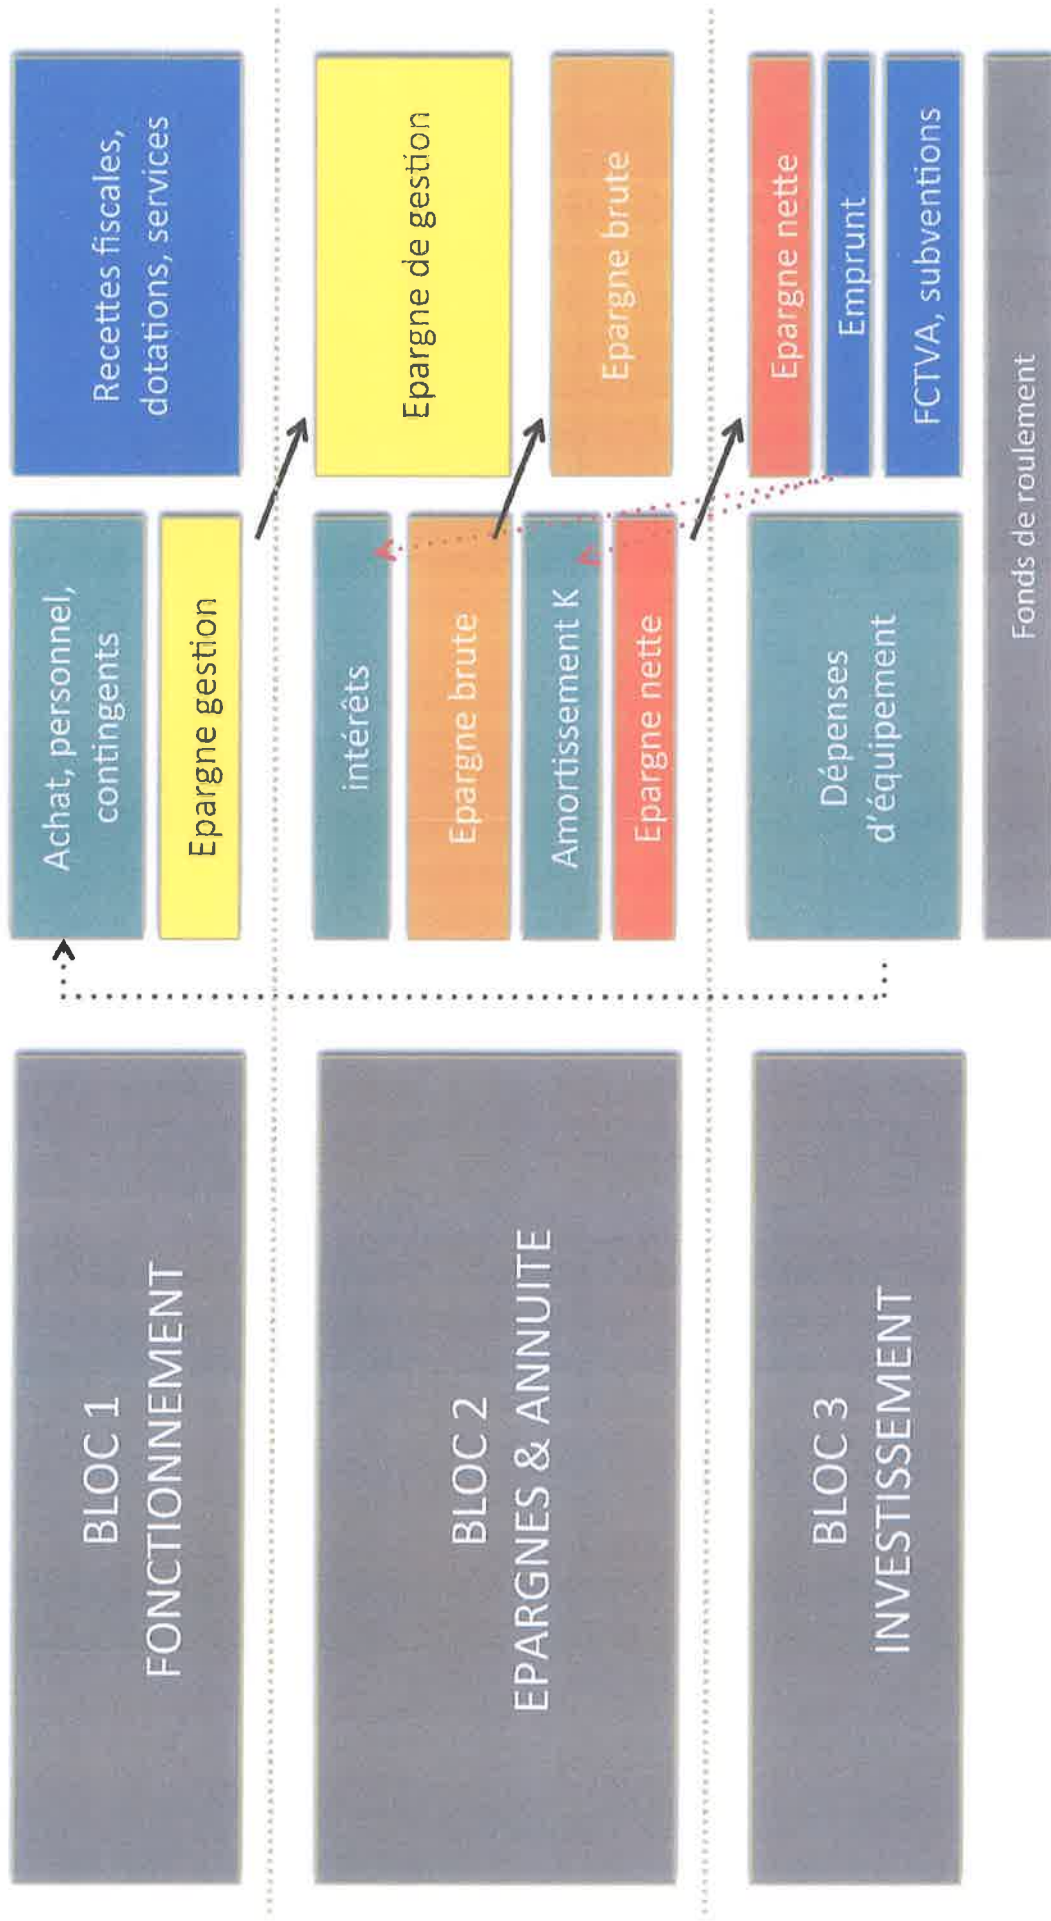 BLOC 1
FONCTIONNEMENT
Achat, personnel,
contingents
Epargne gestion
Recettes fiscales,
dotations, services
BLOC 2
EPARGNES & ANNUITE
intérêts
Epargne brute
Amortissement K
Epargne nette
Epargne de gestion
Epargne brute
BLOC 3
INVESTISSEMENT
Dépenses
d'équipement
Epargne nette
Emprunt
FCTVA, subventions
Fonds de roulement